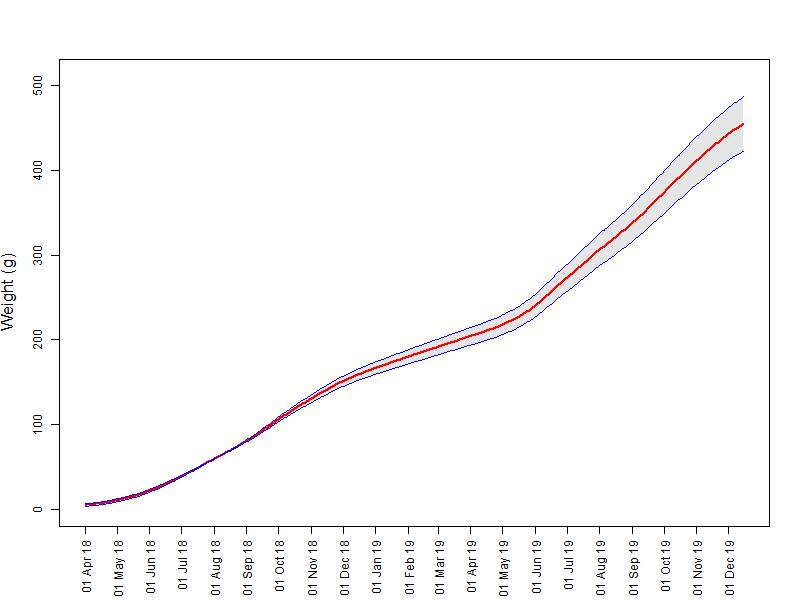 Weight (g)
500
400
300
200
100
0
01 Apr 18
01 May 18
01 Jun 18
01 Jul 18
01 Aug 18
01 Sep 18
01 Oct 18
01 Nov 18
01 Dec 18
01 Jan 19
01 Feb 19
01 Mar 19
01 Apr 19
01 May 19
01 Jun 19
01 Jul 19
01 Aug 19
01 Sep 19
01 Oct 19
01 Nov 19
01 Dec 19